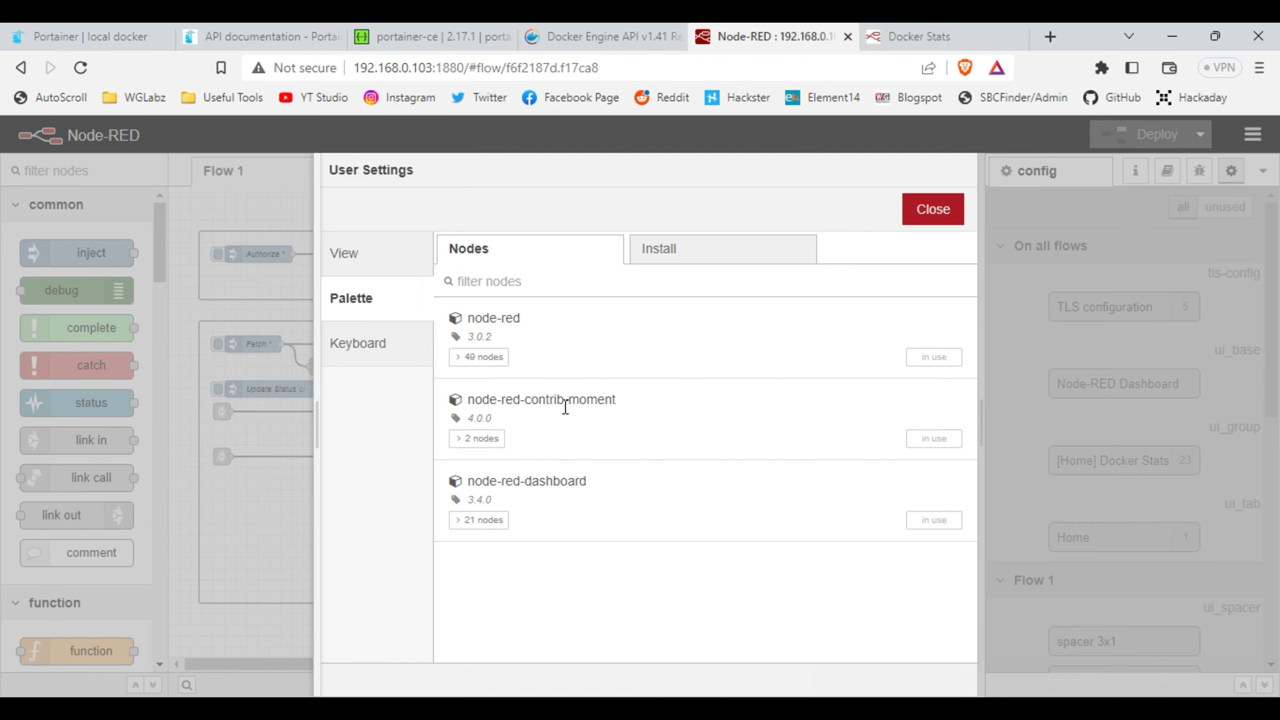 Portainer | local docker
API documentation - Portai
portainer-ce | 2.17.1 | porta
Docker Engine API v1.41 Re
Node-RED : 192.168.0.1
Docker Stats
Not secure
192.168.0.103:1880/#flow/f6f2187d.f17ca8
VPN
AutoScroll
WGLabz
Useful Tools
YT Studio
Instagram
Twitter
Facebook Page
Reddit
Hackster
Element14
Blogspot
SBCFinder/Admin
GitHub
Hackaday
Node-RED
Deploy
filter nodes
Flow 1
User Settings
config
common
Close
all
unused
inject
Authorize
View
Nodes
Install
On all flows
debug
filter nodes
tls-config
Palette
TLS configuration 5
complete
Fetch
Keyboard
node-red
3.0.2
49 nodes
in use
ui_base
catch
Update Status
Node-RED Dashboard
status
node-red-contrib-moment
4.0.0
2 nodes
in use
ui_group
link in
[Home] Docker Stats 23
link call
node-red-dashboard
3.4.0
21 nodes
in use
ui_tab
link out
Home 1
comment
Flow 1
function
ui_spacer
function
spacer 3x1